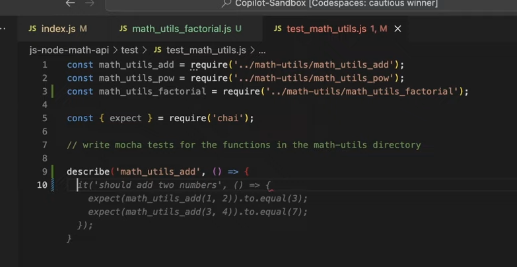 Copilot-Sandbox [Codespaces: cautious winner]
index.js M
math_utils_factorial.js U
test_math_utils.js 1, M
js-node-math-api > test > test_math_utils.js > ...
1 const math_utils_add = require('../math-utils/math_utils_add');
2 const math_utils_pow = require('../math-utils/math_utils_pow');
3 const math_utils_factorial = require('../math-utils/math_utils_factorial');
4
5 const { expect } = require('chai');
6
7 // write mocha tests for the functions in the math-utils directory
8
9 describe('math_utils_add', () => {
10 it('should add two numbers', () => {
expect(math_utils_add(1, 2)).to.equal(3);
expect(math_utils_add(3, 4)).to.equal(7);
});
}